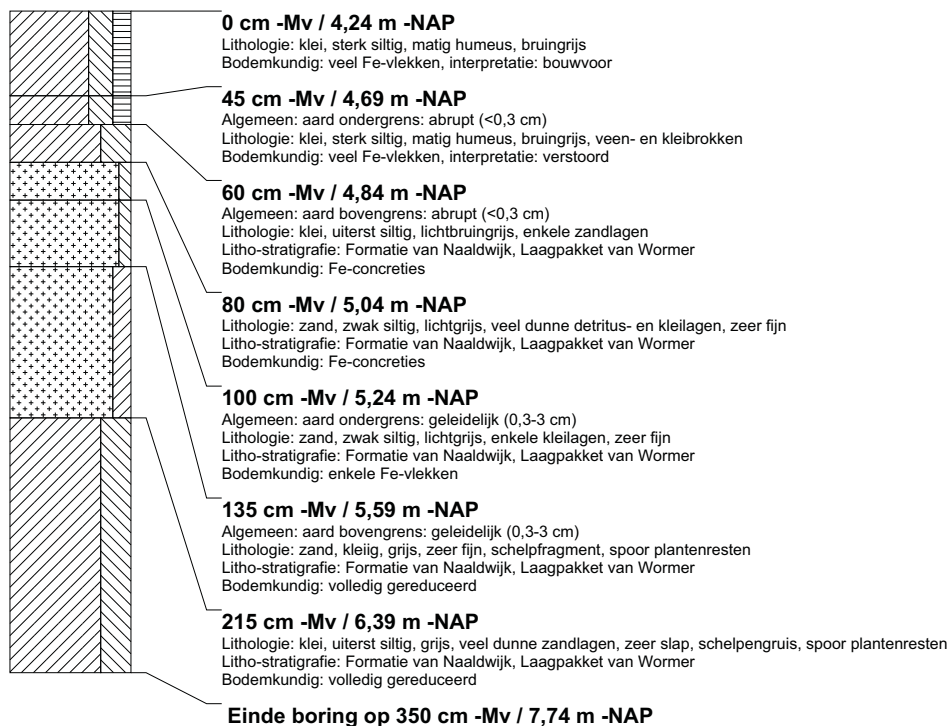 0 cm -Mv / 4,24 m -NAP
Lithologie: klei, sterk siltig, matig humeus, bruingrijs
Bodemkundig: veel Fe-vlekken, interpretatie: bouwvoor
45 cm -Mv / 4,69 m -NAP
Algemeen: aard ondergrens: abrupt (<0,3 cm)
Lithologie: klei, sterk siltig, matig humeus, bruingrijs, veen- en kleibrokken
Bodemkundig: veel Fe-vlekken, interpretatie: verstoord
60 cm -Mv / 4,84 m -NAP
Algemeen: aard bovengrens: abrupt (<0,3 cm)
Lithologie: klei, uiterst siltig, lichtbruingrijs, enkele zandlagen
Litho-stratigrafie: Formatie van Naaldwijk, Laagpakket van Wormer
Bodemkundig: Fe-concreties
80 cm -Mv / 5,04 m -NAP
Lithologie: zand, zwak siltig, lichtgrijs, veel dunne detritus- en kleilagen, zeer fijn
Litho-stratigrafie: Formatie van Naaldwijk, Laagpakket van Wormer
Bodemkundig: Fe-concreties
100 cm -Mv / 5,24 m -NAP
Algemeen: aard ondergrens: geleidelijk (0,3-3 cm)
Lithologie: zand, zwak siltig, lichtgrijs, enkele kleilagen, zeer fijn
Litho-stratigrafie: Formatie van Naaldwijk, Laagpakket van Wormer
Bodemkundig: enkele Fe-vlekken
135 cm -Mv / 5,59 m -NAP
Algemeen: aard bovengrens: geleidelijk (0,3-3 cm)
Lithologie: zand, kleiig, grijs, zeer fijn, schelpfragment, spoor plantenresten
Litho-stratigrafie: Formatie van Naaldwijk, Laagpakket van Wormer
Bodemkundig: volledig gereduceerd
215 cm -Mv / 6,39 m -NAP
Lithologie: klei, uiterst siltig, grijs, veel dunne zandlagen, zeer slap, schelpengruis, spoor plantenresten
Litho-stratigrafie: Formatie van Naaldwijk, Laagpakket van Wormer
Bodemkundig: volledig gereduceerd
Einde boring op 350 cm -Mv / 7,74 m -NAP